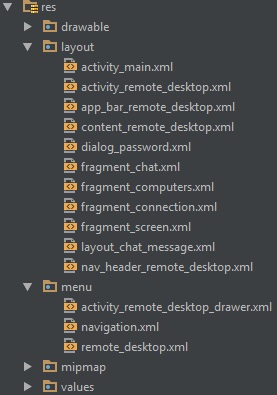 res
drawable
layout
activity_main.xml
activity_remote_desktop.xml
app_bar_remote_desktop.xml
content_remote_desktop.xml
dialog_password.xml
fragment_chat.xml
fragment_computers.xml
fragment_connection.xml
fragment_screen.xml
layout_chat_message.xml
nav_header_remote_desktop.xml
menu
activity_remote_desktop_drawer.xml
navigation.xml
remote_desktop.xml
mipmap
values